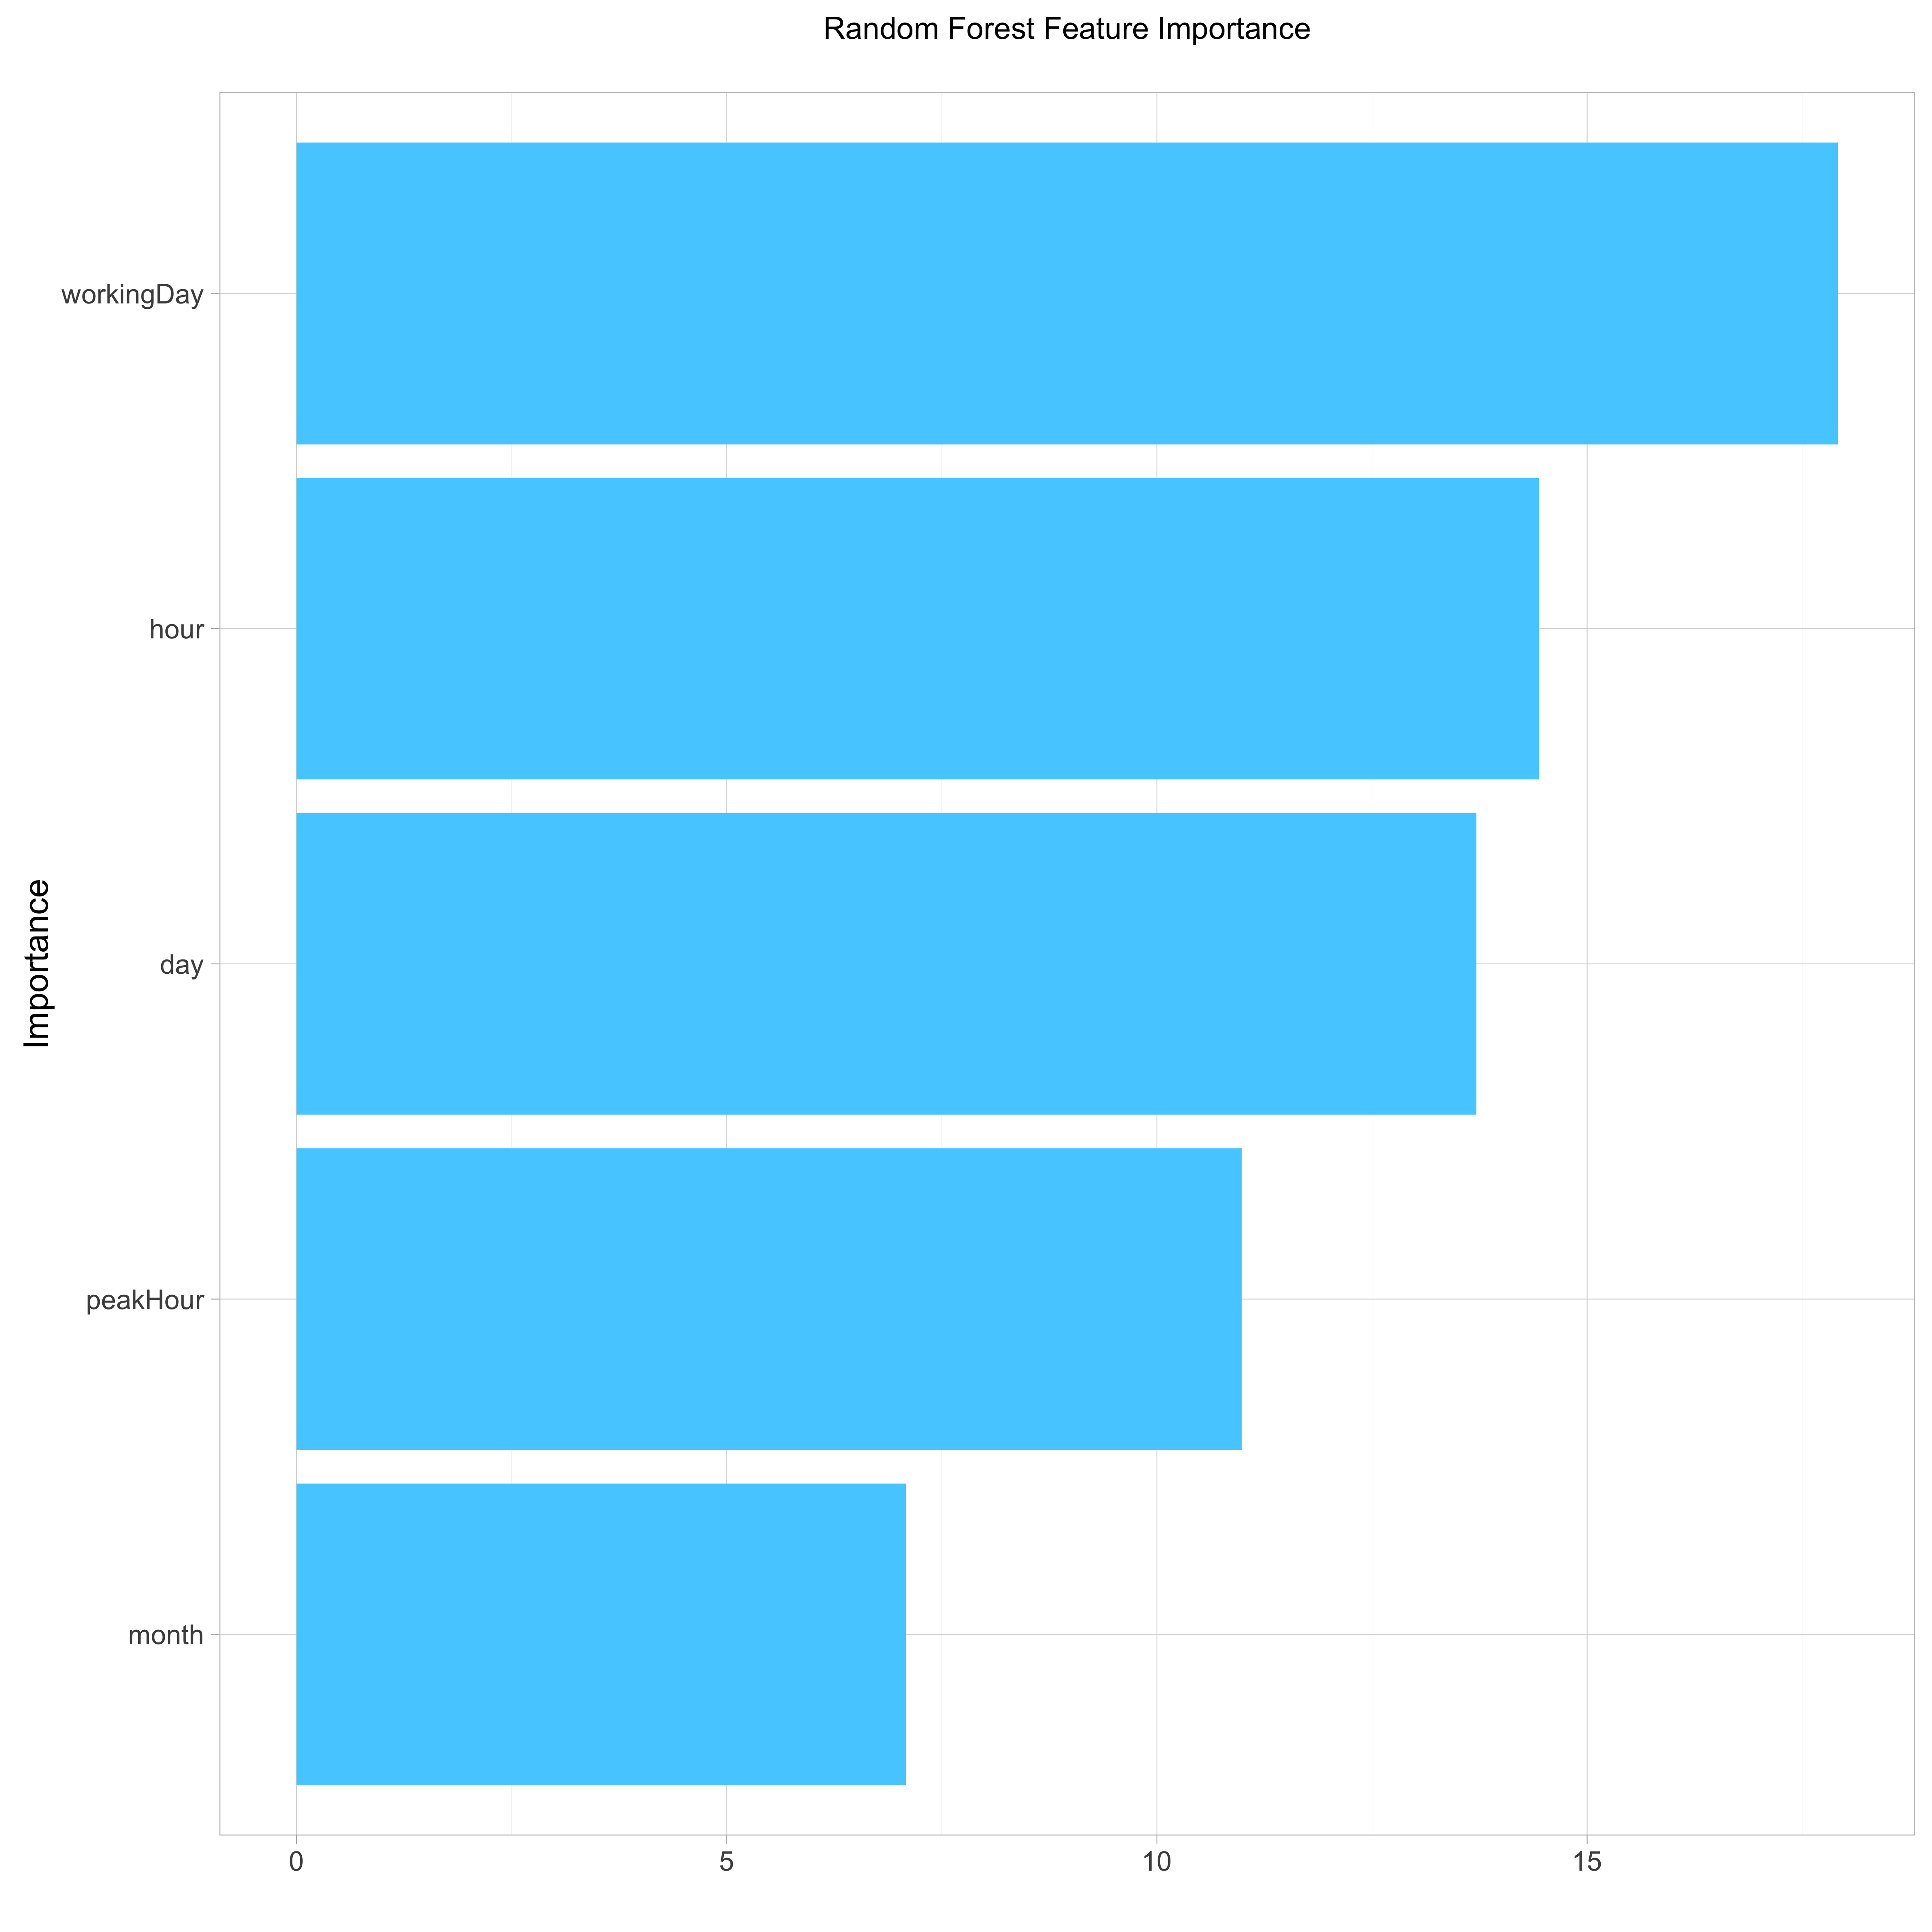 Random Forest Feature Importance
Importance
workingDay
hour
day
peakHour
month
0 5 10 15